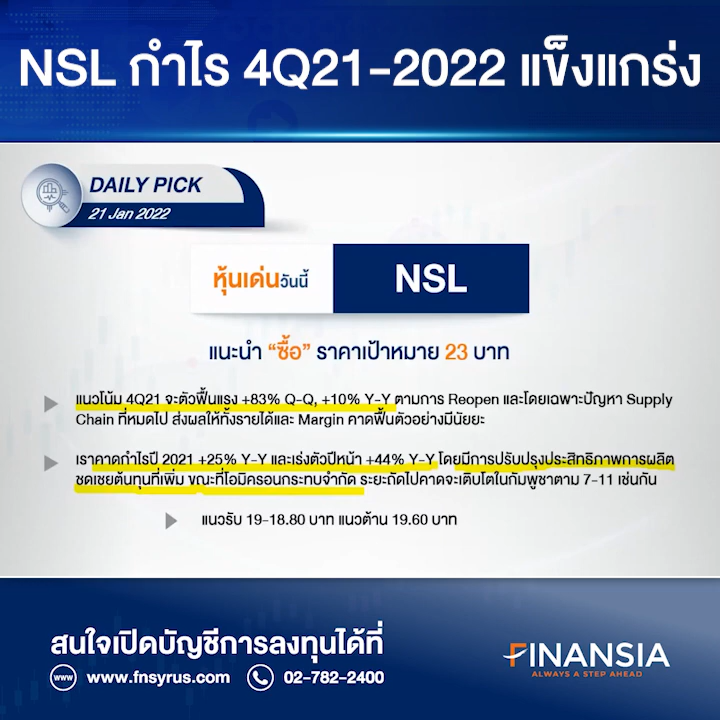 NSL กำไร 4Q21-2022 แข็งแกร่ง
DAILY PICK
21 Jan 2022
หุ้นเด่นวันนี้ NSL
แนะนำ “ซื้อ” ราคาเป้าหมาย 23 บาท
แนวโน้ม 4Q21 จะตัวฟื้นแรง +83% Q-Q, +10% Y-Y ตามการ Reopen และโดยเฉพาะปัญหา Supply
Chain ที่หมดไป ส่งผลให้ทั้งรายได้และ Margin คาดฟื้นตัวอย่างมีนัยยะ
เราคาดกำไรปี 2021 +25% Y-Y และเร่งตัวปีหน้า +44% Y-Y โดยมีการปรับปรุงประสิทธิภาพการผลิต
ชดเชยต้นทุนที่เพิ่ม ขณะที่โอมิครอนกระทบจำกัด ระยะถัดไปคาดจะเติบโตในกัมพูชาตาม 7-11 เช่นกัน
แนวรับ 19-18.80 บาท แนวต้าน 19.60 บาท
สนใจเปิดบัญชีการลงทุนได้ที่
www www.fnsyrus.com 02-782-2400
FINANSIA
ALWAYS A STEP AHEAD